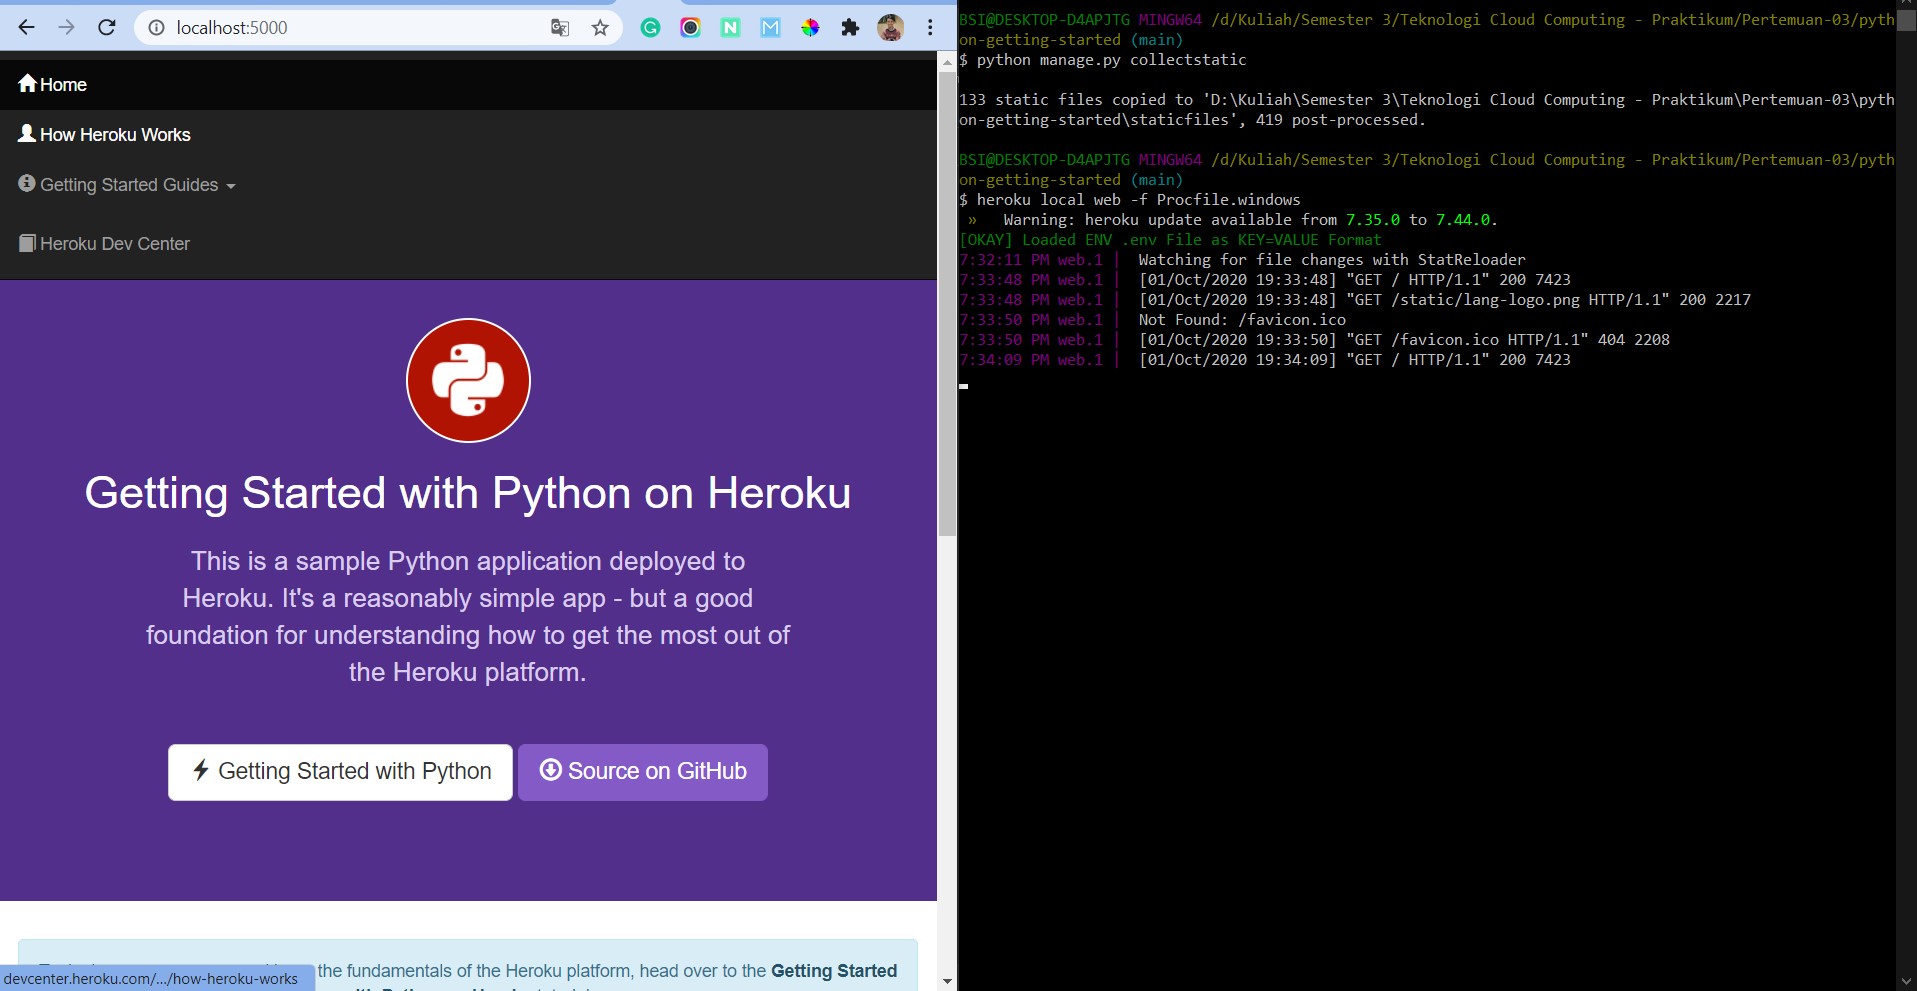 localhost:5000
Home
How Heroku Works
Getting Started Guides
Heroku Dev Center
Getting Started with Python on Heroku
This is a sample Python application deployed to
Heroku. It's a reasonably simple app - but a good
foundation for understanding how to get the most out of
the Heroku platform.
Getting Started with Python
Source on GitHub
the fundamentals of the Heroku platform, head over to the Getting Started
devcenter.heroku.com/.../how-heroku-works
BSI@DESKTOP-D4APJTG MINGW64 /d/Kuliah/Semester 3/Teknologi Cloud Computing - Praktikum/Pertemuan-03/pyth
on-getting-started (main)
$ python manage.py collectstatic
133 static files copied to 'D:\Kuliah\Semester 3\Teknologi Cloud Computing - Praktikum\Pertemuan-03\pyth
on-getting-started\staticfiles', 419 post-processed.
BSI@DESKTOP-D4APJTG MINGW64 /d/Kuliah/Semester 3/Teknologi Cloud Computing - Praktikum/Pertemuan-03/pyth
on-getting-started (main)
$ heroku local web -f Procfile.windows
»   Warning: heroku update available from 7.35.0 to 7.44.0.
[OKAY] Loaded ENV .env File as KEY=VALUE Format
7:32:11 PM web.1 |  Watching for file changes with StatReloader
7:33:48 PM web.1 |  [01/Oct/2020 19:33:48] "GET / HTTP/1.1" 200 7423
7:33:48 PM web.1 |  [01/Oct/2020 19:33:48] "GET /static/lang-logo.png HTTP/1.1" 200 2217
7:33:50 PM web.1 |  Not Found: /favicon.ico
7:33:50 PM web.1 |  [01/Oct/2020 19:33:50] "GET /favicon.ico HTTP/1.1" 404 2208
7:34:09 PM web.1 |  [01/Oct/2020 19:34:09] "GET / HTTP/1.1" 200 7423